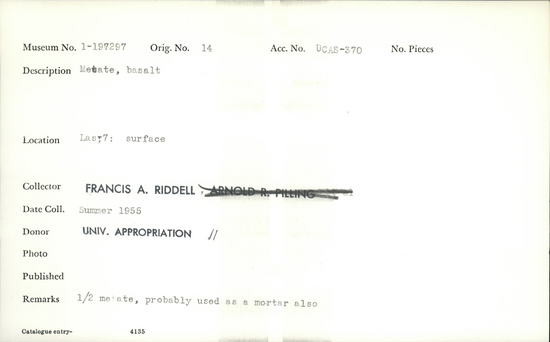 Museum No. 1-197297 Orig. No. 14 Acc. No. UCAS-370 No. Pieces
Description Metate, basalt
Location Las;7: surface
Collector FRANCIS A. RIDDELL, ARNOLD R. PILLING
Date Coll. Summer 1955
Donor UNIV. APPROPRIATION //
Photo
Published
Remarks 1/2 metate, probably used as a mortar also
Catalogue entry- 4135